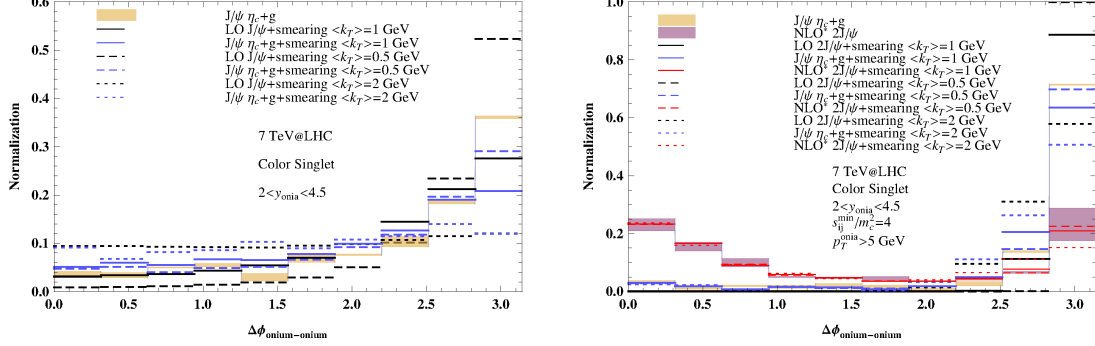 0.6
0.5
0.4
0.3
0.2
0.1
0.0
Normalization
J/ψ η_c+g
LO J/ψ+smearing <k_T>=1 GeV
J/ψ η_c+g+smearing <k_T>=1 GeV
LO J/ψ+smearing <k_T>=0.5 GeV
J/ψ η_c+g+smearing <k_T>=0.5 GeV
LO J/ψ+smearing <k_T>=2 GeV
J/ψ η_c+g+smearing <k_T>=2 GeV
7 TeV@LHC
Color Singlet
2<y_onia<4.5
0.0 0.5 1.0 1.5 2.0 2.5 3.0
Δϕ_onium-onium
1.0
0.8
0.6
0.4
0.2
0.0
Normalization
J/ψ η_c+g
NLO* 2J/ψ
LO 2J/ψ+smearing <k_T>=1 GeV
J/ψ η_c+g+smearing <k_T>=1 GeV
NLO* 2J/ψ+smearing <k_T>=1 GeV
LO 2J/ψ+smearing <k_T>=0.5 GeV
J/ψ η_c+g+smearing <k_T>=0.5 GeV
NLO* 2J/ψ+smearing <k_T>=0.5 GeV
LO 2J/ψ+smearing <k_T>=2 GeV
J/ψ η_c+g+smearing <k_T>=2 GeV
NLO* 2J/ψ+smearing <k_T>=2 GeV
7 TeV@LHC
Color Singlet
2<y_onia<4.5
s_ij^min/m_c^2=4
p_T^onia>5 GeV
0.0 0.5 1.0 1.5 2.0 2.5 3.0
Δϕ_onium-onium